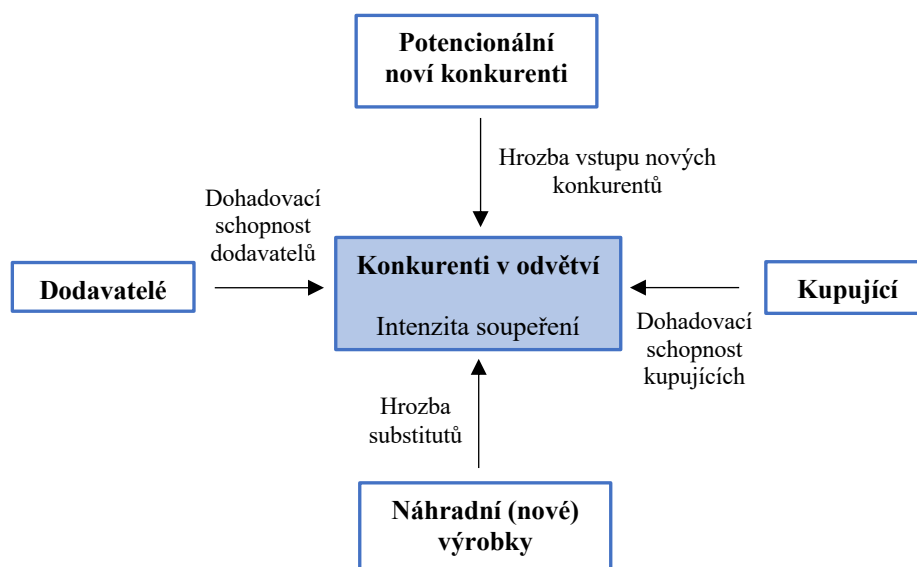 Potencionální
noví konkurenti
Hrozba vstupu nových
konkurentů
Dohadovací
schopnost
dodavatelů
Dodavatelé
Konkurenti v odvětví
Intenzita soupeření
Kupující
Dohadovací
schopnost
kupujících
Hrozba
substitutů
Náhradní (nové)
výrobky